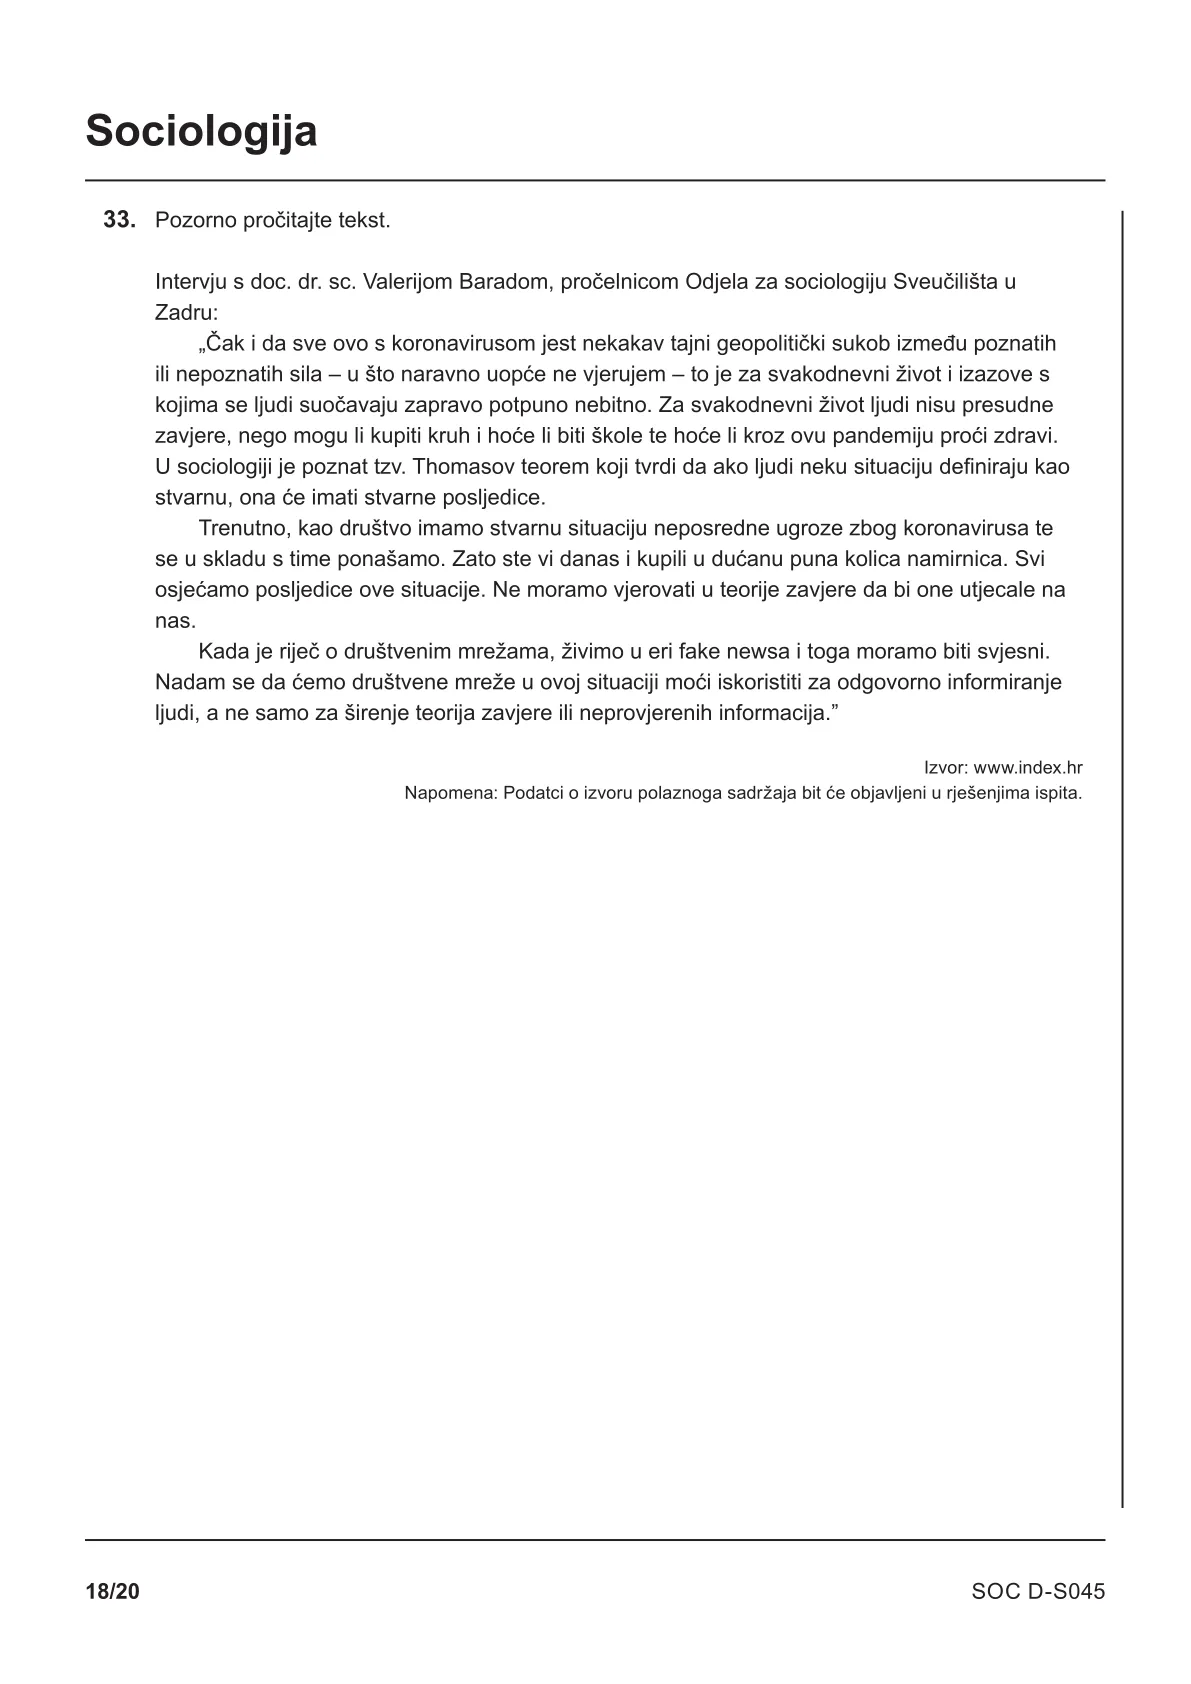 Sociologija
33. Pozorno pročitajte tekst.
Intervju s doc. dr. sc. Valerijom Baradom, pročelnicom Odjela za sociologiju Sveučilišta u
Zadru:
„Čak i da sve ovo s koronavirusom jest nekakav tajni geopolitički sukob između poznatih
ili nepoznatih sila – u što naravno uopće ne vjerujem – to je za svakodnevni život i izazove s
kojima se ljudi suočavaju zapravo potpuno nebitno. Za svakodnevni život ljudi nisu presudne
zavjere, nego mogu li kupiti kruh i hoće li biti škole te hoće li kroz ovu pandemiju proći zdravi.
U sociologiji je poznat tzv. Thomasov teorem koji tvrdi da ako ljudi neku situaciju definiraju kao
stvarnu, ona će imati stvarne posljedice.
Trenutno, kao društvo imamo stvarnu situaciju neposredne ugroze zbog koronavirusa te
se u skladu s time ponašamo. Zato ste vi danas i kupili u dućanu puna kolica namirnica. Svi
osjećamo posljedice ove situacije. Ne moramo vjerovati u teorije zavjere da bi one utjecale na
nas.
Kada je riječ o društvenim mrežama, živimo u eri fake newsa i toga moramo biti svjesni.
Nadam se da ćemo društvene mreže u ovoj situaciji moći iskoristiti za odgovorno informiranje
ljudi, a ne samo za širenje teorija zavjere ili neprovjerenih informacija.”
Izvor: www.index.hr
Napomena: Podatci o izvoru polaznoga sadržaja bit će objavljeni u rješenjima ispita.
18/20
SOC D-S045